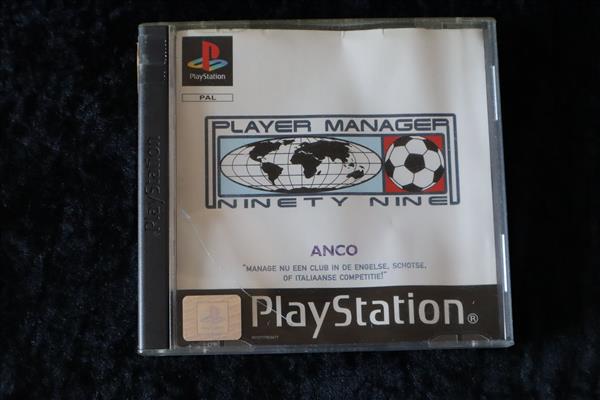 PlayStation
PAL
PlayStation
PLAYER MANAGER
NINETY NINE
ANCO
"MANAGE NU EEN CLUB IN DE ENGELSE, SCHOTSE,
OF ITALIAANSE COMPETITIE!"
PlayStation®